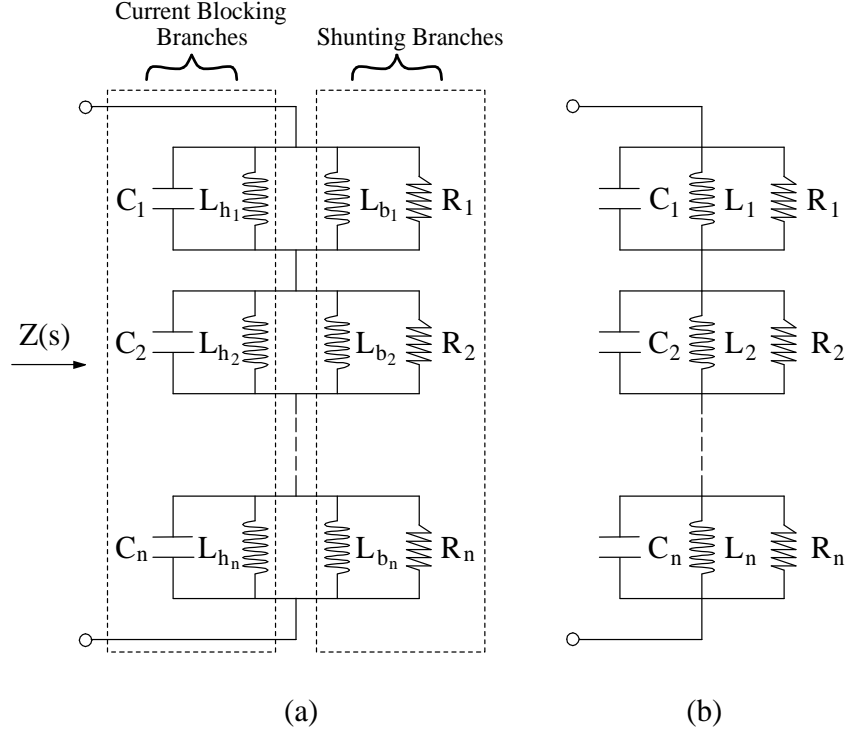 Current Blocking
Branches
Shunting Branches
C1 Lh1 Lb1 R1
C1 L1 R1
Z(s)
C2 Lh2 Lb2 R2
C2 L2 R2
Cn Lhn Lbn Rn
Cn Ln Rn
(a)
(b)